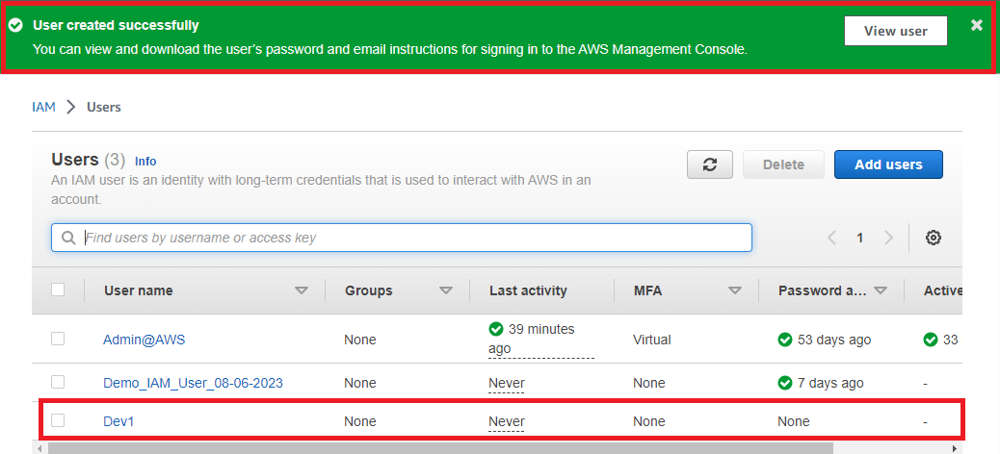 User created successfully
View user
You can view and download the user's password and email instructions for signing in to the AWS Management Console.
IAM > Users
Users (3) Info
Delete
Add users
An IAM user is an identity with long-term credentials that is used to interact with AWS in an
account.
Find users by username or access key
1
User name Groups Last activity MFA Password a... Active
Admin@AWS None 39 minutes ago Virtual 53 days ago 33
Demo_IAM_User_08-06-2023 None Never None 7 days ago -
Dev1 None Never None None -